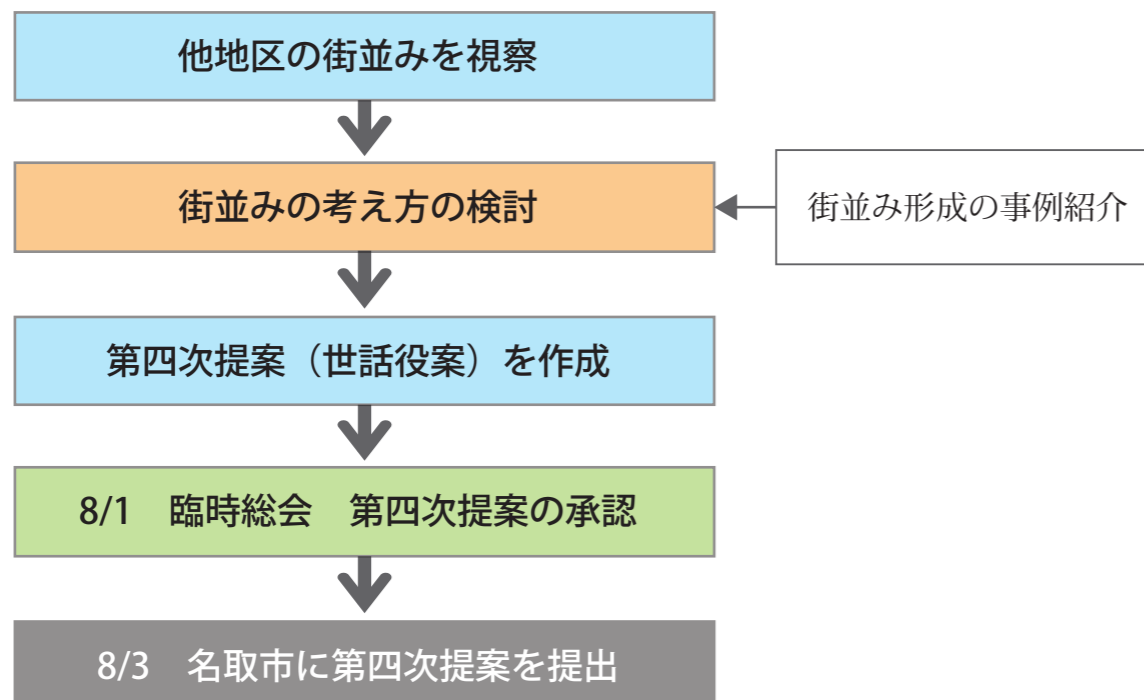 他地区の街並みを視察
街並みの考え方の検討
街並み形成の事例紹介
第四次提案（世話役案）を作成
8/1　臨時総会　第四次提案の承認
8/3　名取市に第四次提案を提出